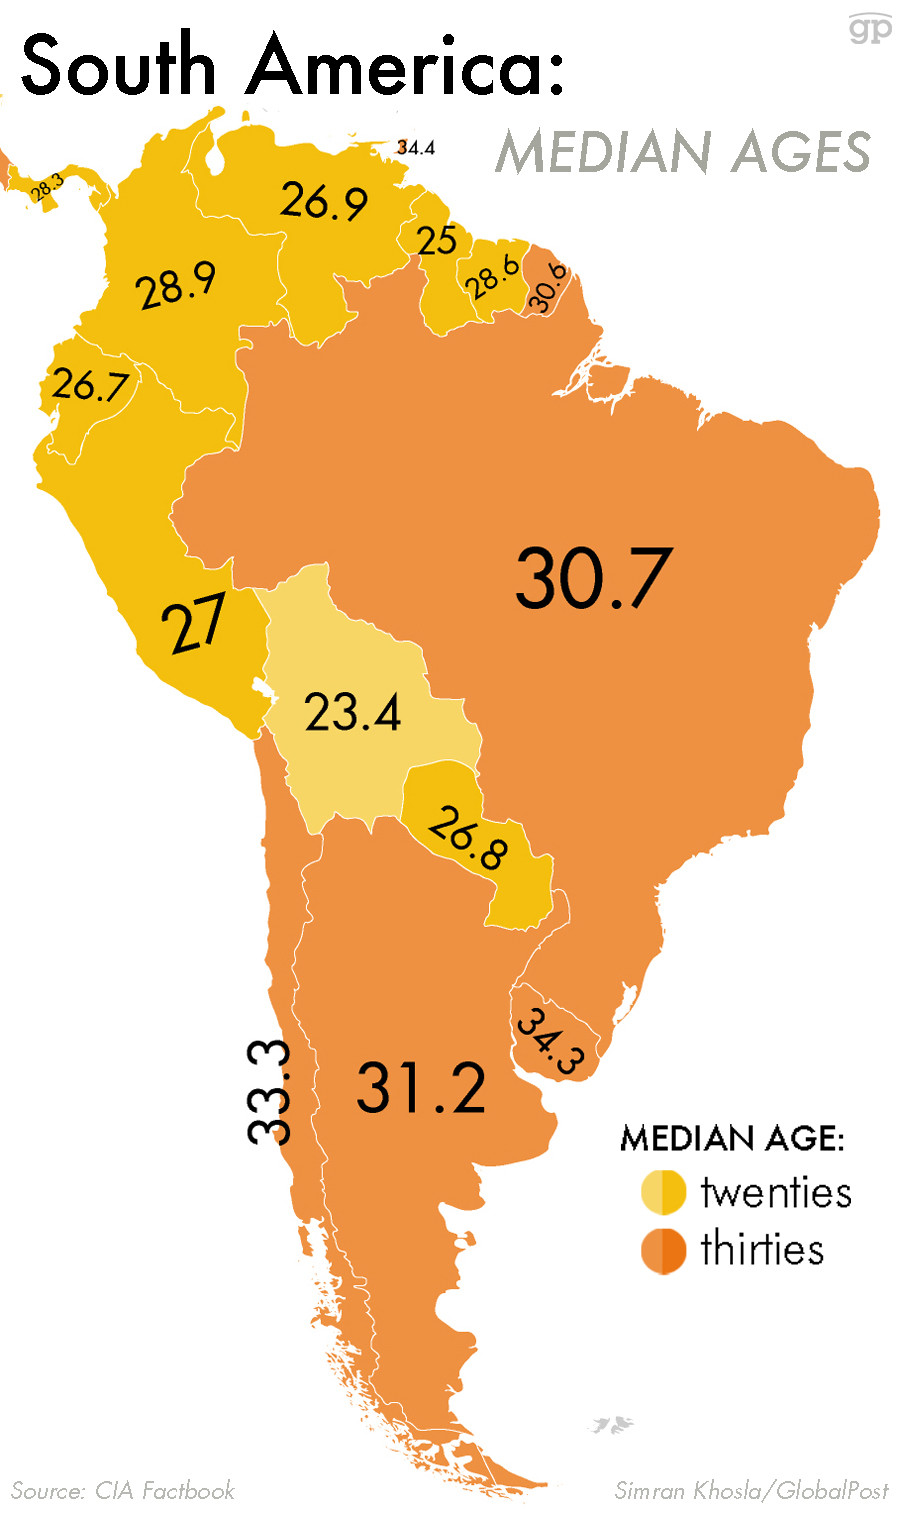 gp
South America:
MEDIAN AGES
34.4
28.3
26.9
25
28.6
30.6
28.9
26.7
30.7
27
23.4
26.8
34.3
33.3
31.2
MEDIAN AGE:
twenties
thirties
Source: CIA Factbook
Simran Khosla/GlobalPost